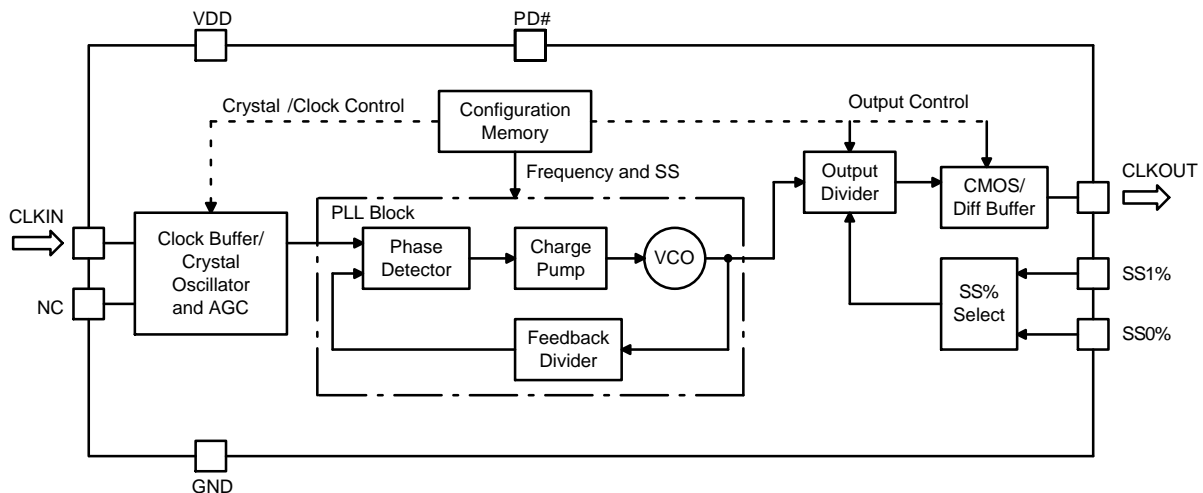 VDD
PD#
Crystal /Clock Control
Configuration
Memory
Output Control
Frequency and SS
Output
Divider
CMOS/
Diff Buffer
CLKOUT
CLKIN
PLL Block
Clock Buffer/
Crystal
Oscillator
and AGC
Phase
Detector
Charge
Pump
VCO
NC
SS%
Select
SS1%
SS0%
Feedback
Divider
GND